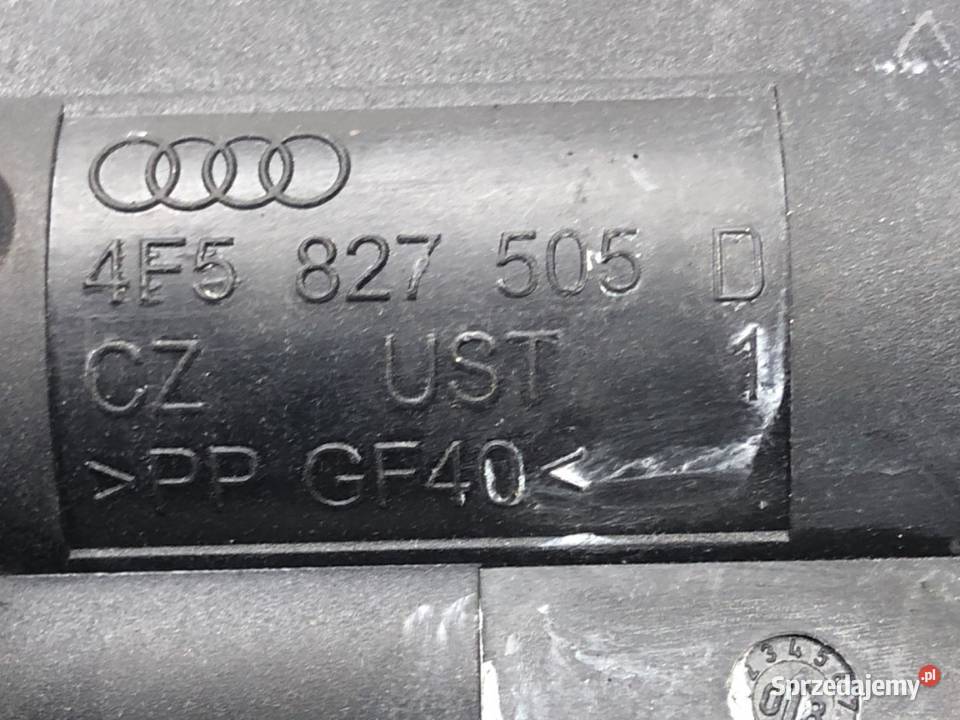 4F5 827 505 D
CZ UST 1
>PP GF40<
Sprzedajemy.pl